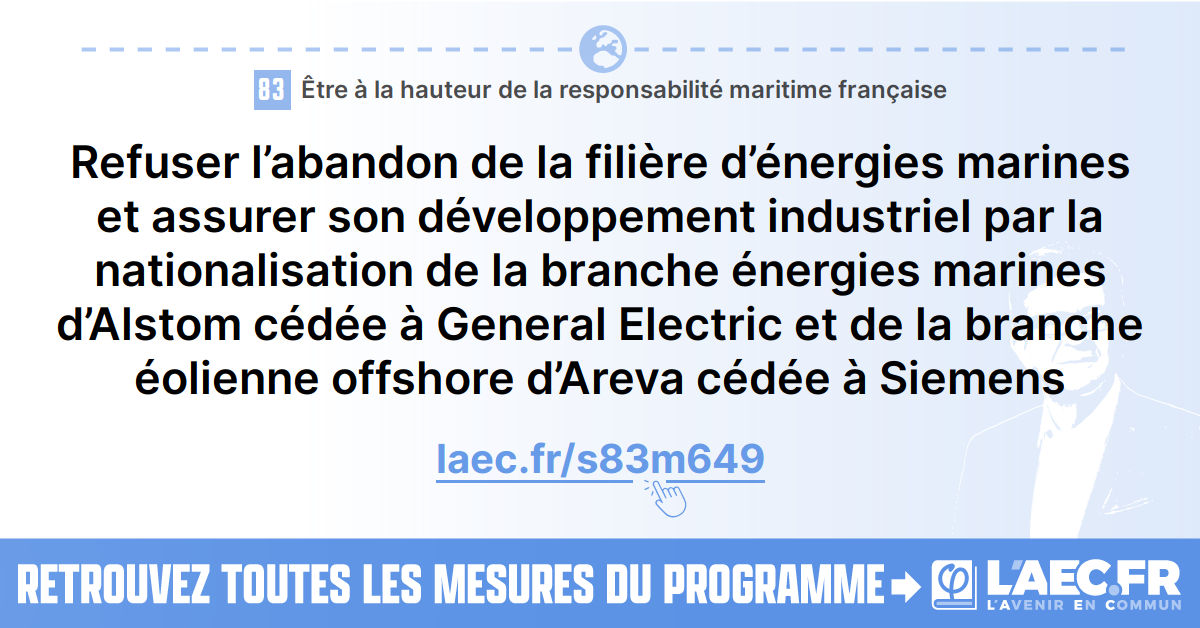 83 Être à la hauteur de la responsabilité maritime française
Refuser l’abandon de la filière d’énergies marines
et assurer son développement industriel par la
nationalisation de la branche énergies marines
d’Alstom cédée à General Electric et de la branche
éolienne offshore d’Areva cédée à Siemens
laec.fr/s83m649
RETROUVEZ TOUTES LES MESURES DU PROGRAMME
L'AEC.FR
L'AVENIR EN COMMUN